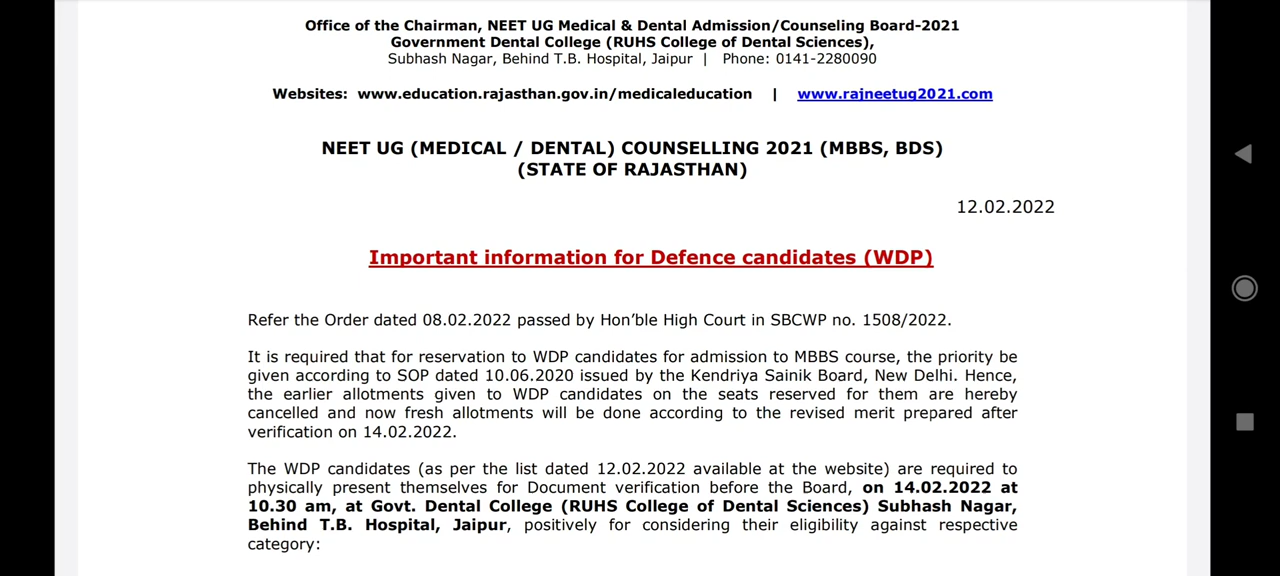 Office of the Chairman, NEET UG Medical & Dental Admission/Counseling Board-2021
Government Dental College (RUHS College of Dental Sciences),
Subhash Nagar, Behind T.B. Hospital, Jaipur | Phone: 0141-2280090
Websites: www.education.rajasthan.gov.in/medicaleducation | www.rajneetug2021.com
NEET UG (MEDICAL / DENTAL) COUNSELLING 2021 (MBBS, BDS)
(STATE OF RAJASTHAN)
12.02.2022
Important information for Defence candidates (WDP)
Refer the Order dated 08.02.2022 passed by Hon’ble High Court in SBCWP no. 1508/2022.
It is required that for reservation to WDP candidates for admission to MBBS course, the priority be
given according to SOP dated 10.06.2020 issued by the Kendriya Sainik Board, New Delhi. Hence,
the earlier allotments given to WDP candidates on the seats reserved for them are hereby
cancelled and now fresh allotments will be done according to the revised merit prepared after
verification on 14.02.2022.
The WDP candidates (as per the list dated 12.02.2022 available at the website) are required to
physically present themselves for Document verification before the Board, on 14.02.2022 at
10.30 am, at Govt. Dental College (RUHS College of Dental Sciences) Subhash Nagar,
Behind T.B. Hospital, Jaipur, positively for considering their eligibility against respective
category: